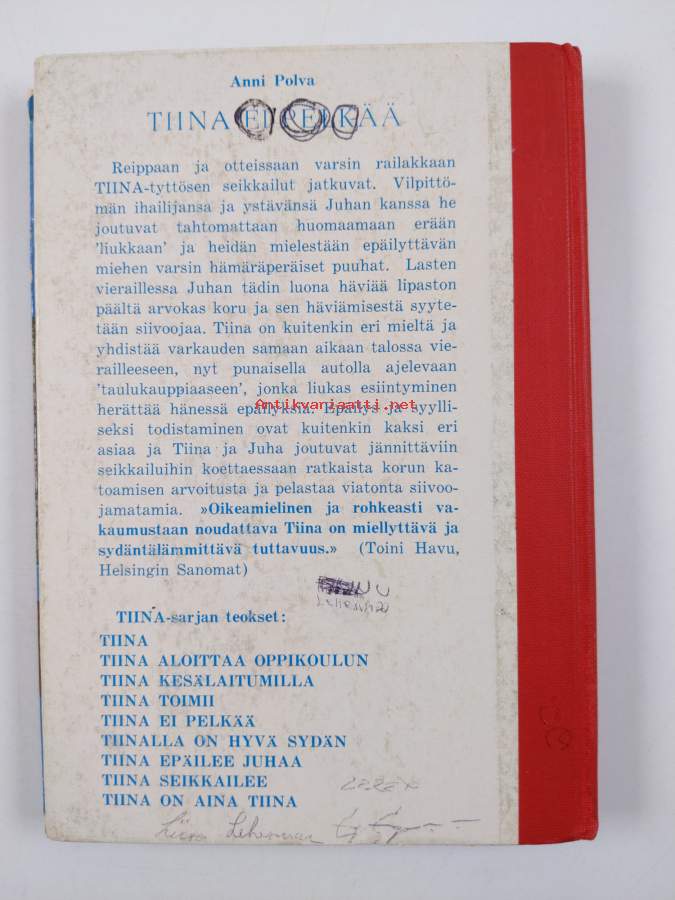 Anni Polva
TIINA EI PELKÄÄ
Reippaan ja otteissaan varsin railakkaan
TIINA-tyttösen seikkailut jatkuvat. Vilpittö-
män ihailijansa ja ystävänsä Juhan kanssa he
joutuvat tahtomattaan huomaamaan erään
'liukkaan' ja heidän mielestään epäilyttävän
miehen varsin hämäräperäiset puuhat. Lasten
vieraillessa Juhan tädin luona häviää lipaston
päältä arvokas koru ja sen häviämisestä syyte-
tään siivoojaa. Tiina on kuitenkin eri mieltä ja
yhdistää varkauden samaan aikaan talossa vie-
railleeseen, nyt punaisella autolla ajelevaan
'taulukauppiaaseen', jonka liukas esiintyminen
herättää hänessä epäilyksiä. Epäilys ja syylli-
Antikvariaatti.net
seksi todistaminen ovat kuitenkin kaksi eri
asiaa ja Tiina ja Juha joutuvat jännittäviin
seikkailuihin koettaessaan ratkaista korun ka-
toamisen arvoitusta ja pelastaa viatonta siivoo-
jamatamia. »Oikeamielinen ja rohkeasti va-
kaumustaan noudattava Tiina on miellyttävä ja
sydäntälämmittävä tuttavuus.» (Toini Havu,
Helsingin Sanomat)
TIINA-sarjan teokset:
TIINA
TIINA ALOITTAA OPPIKOULUN
TIINA KESÄLAITUMILLA
TIINA TOIMII
TIINA EI PELKÄÄ
TIINALLA ON HYVÄ SYDÄN
TIINA EPÄILEE JUHAA
TIINA SEIKKAILEE
TIINA ON AINA TIINA